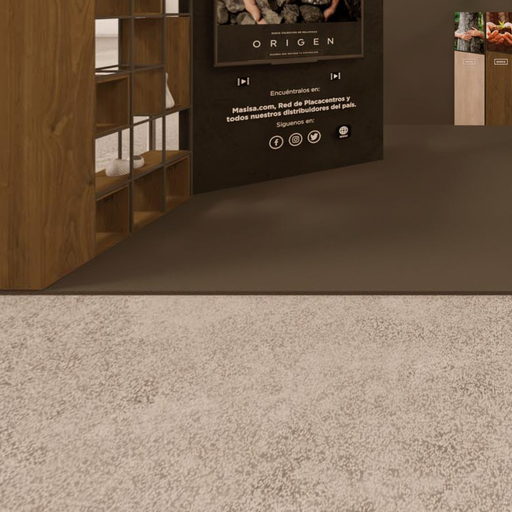 ORIGEN
Encuéntralos en:
Masisa.com, Red de Placacentros y
todos nuestros distribuidores del país.
Síguenos en: